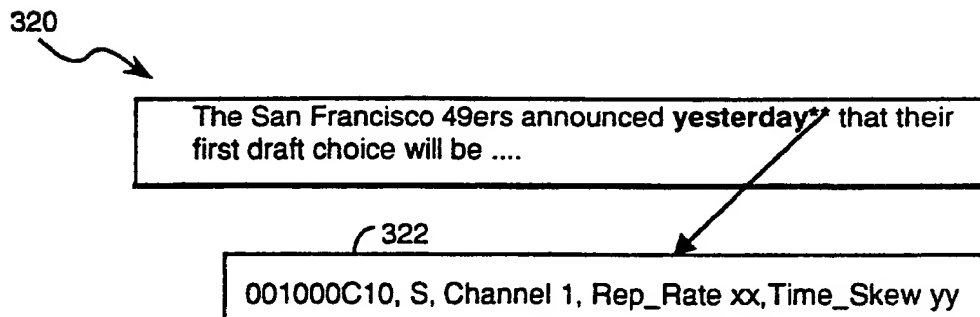 320
The San Francisco 49ers announced yesterday** that their
first draft choice will be ....
322
001000C10, S, Channel 1, Rep_Rate xx,Time_Skew yy